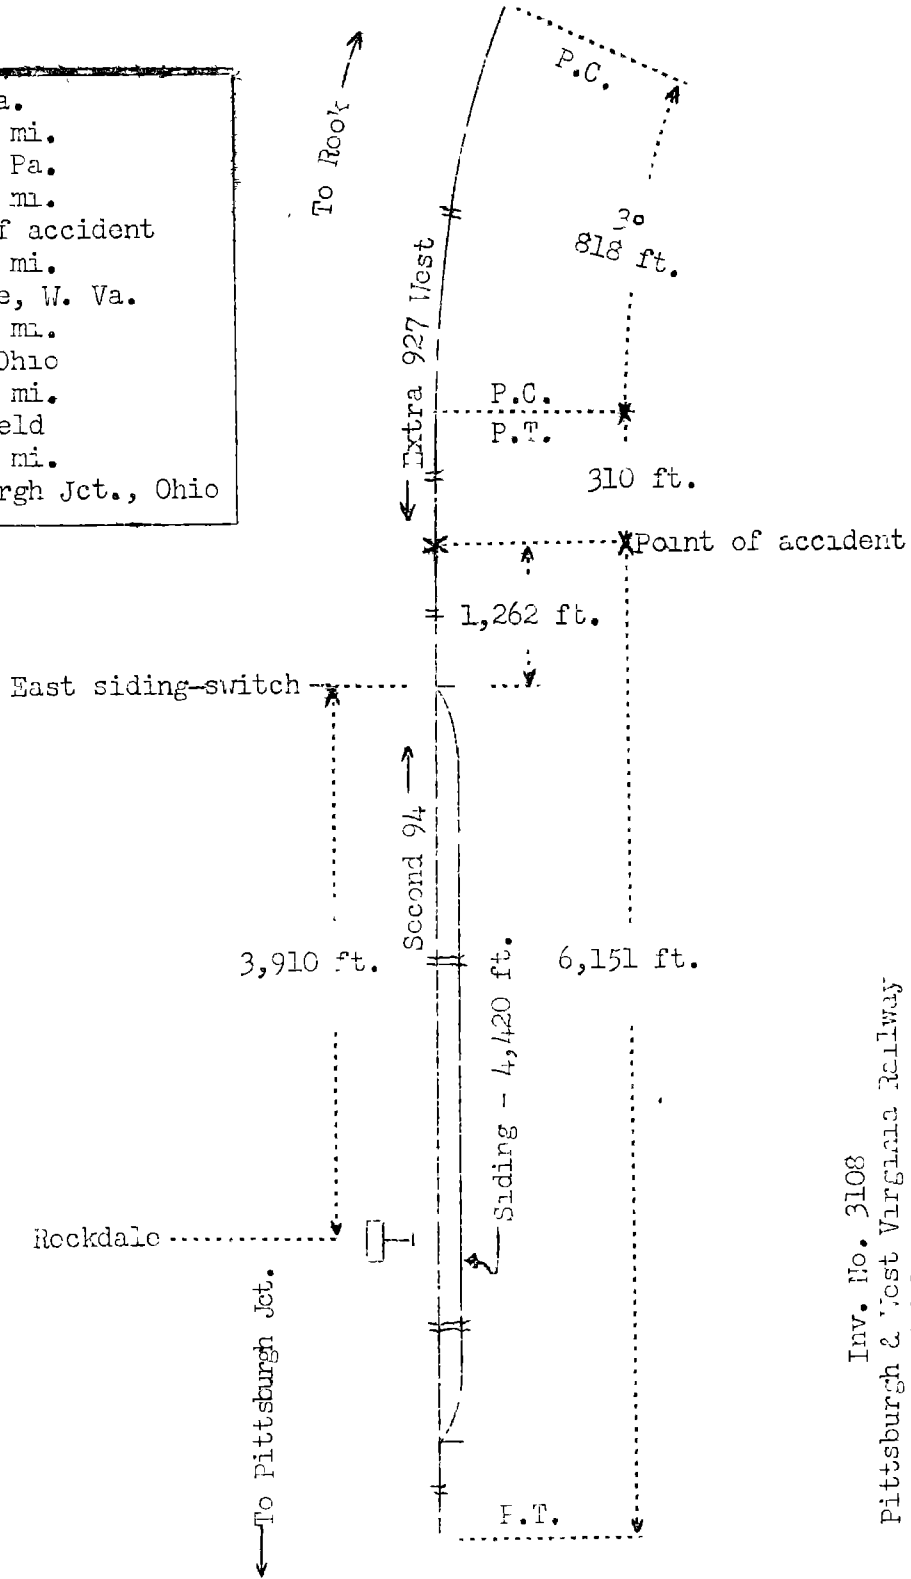 a.
mi.
Pa.
mi.
f accident
mi.
e, W. Va.
mi.
Ohio
mi.
eld
mi.
rgh Jct., Ohio
To Rook
P.C.
3°
818 ft.
Extra 927 West
P.C.
P.T.
310 ft.
Point of accident
1,262 ft.
East siding-switch
Second 94
3,910 ft.
6,151 ft.
Siding - 4,420 ft.
Rockdale
To Pittsburgh Jct.
P.T.
Inv. No. 3108
Pittsburgh & West Virginia Railway